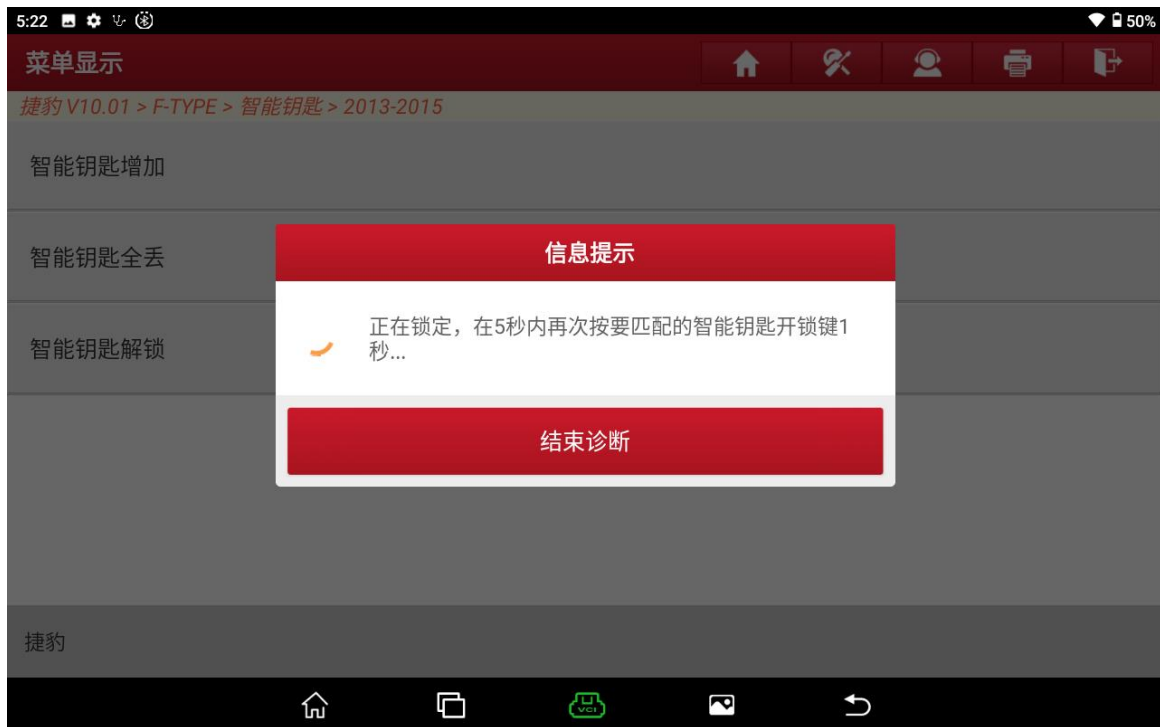 5:22
50%
菜单显示
捷豹 V10.01 > F-TYPE > 智能钥匙 > 2013-2015
智能钥匙增加
智能钥匙全丢
智能钥匙解锁
信息提示
正在锁定，在5秒内再次按要匹配的智能钥匙开锁键1
秒...
结束诊断
捷豹
VCI